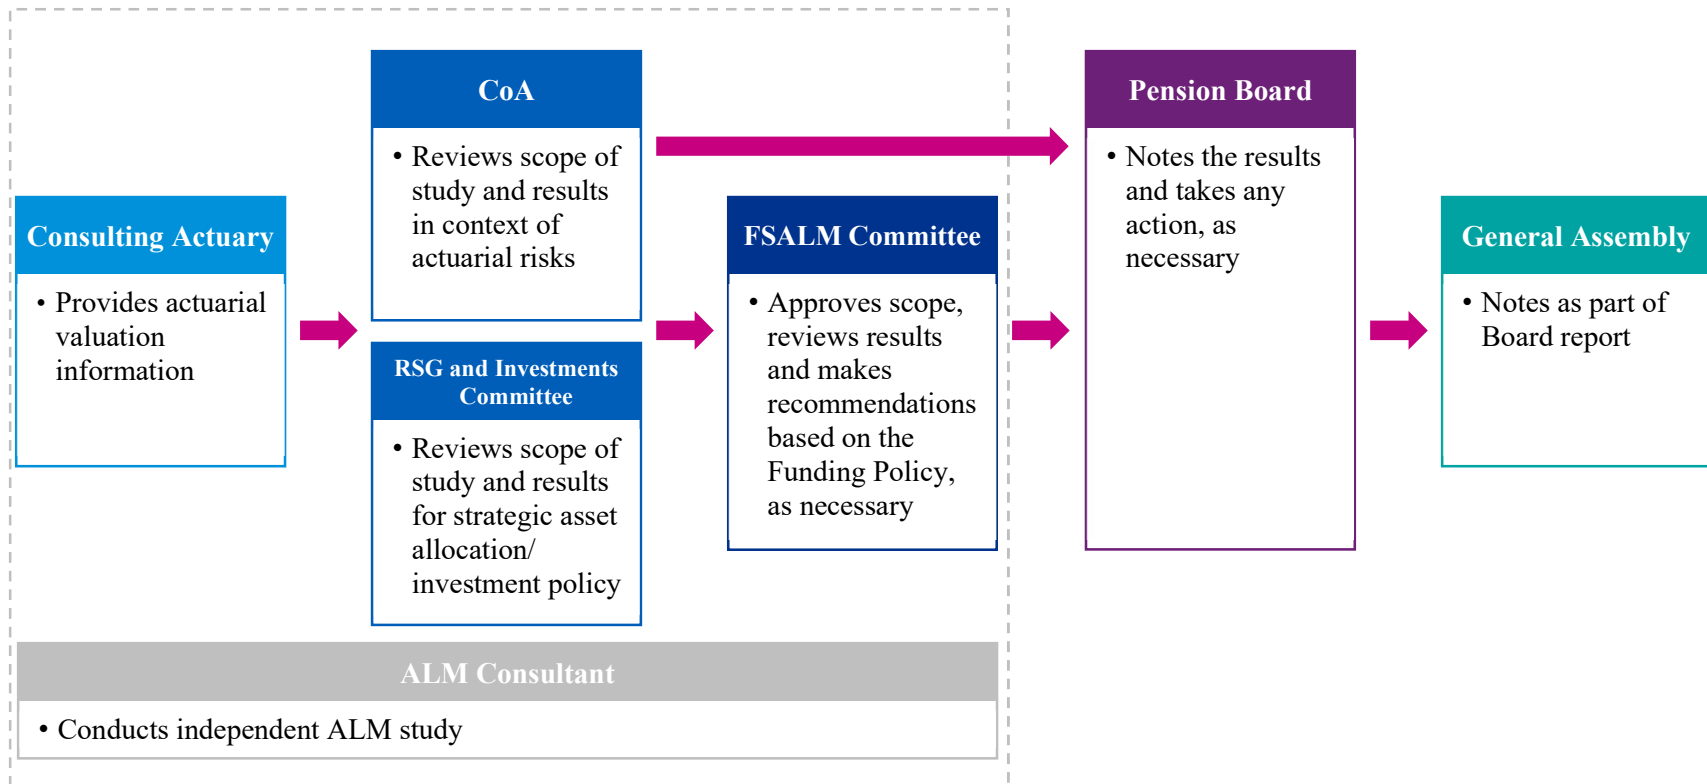 Consulting Actuary
• Provides actuarial
valuation
information
CoA
• Reviews scope of
study and results
in context of
actuarial risks
RSG and Investments
Committee
• Reviews scope of
study and results
for strategic asset
allocation/
investment policy
FSALM Committee
• Approves scope,
reviews results
and makes
recommendations
based on the
Funding Policy,
as necessary
Pension Board
• Notes the results
and takes any
action, as
necessary
General Assembly
• Notes as part of
Board report
ALM Consultant
• Conducts independent ALM study